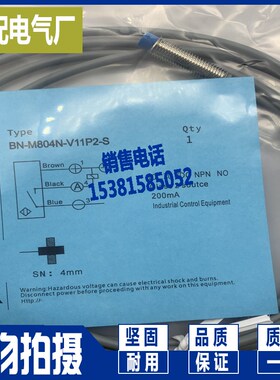 配电气厂
Type
Qty
BN-M804N-V11P2-S
1
Brown
销售电话
Black
NPN NO
15381585052
Blue
200mA
Industrial Control Equipment
SN: 4mm
Warning:Hazardous voltage can cause electrical shock and burns.
Disconnect power before proceeding with any work this equipment.
物拍摄
坚固
耐用
品质
保证